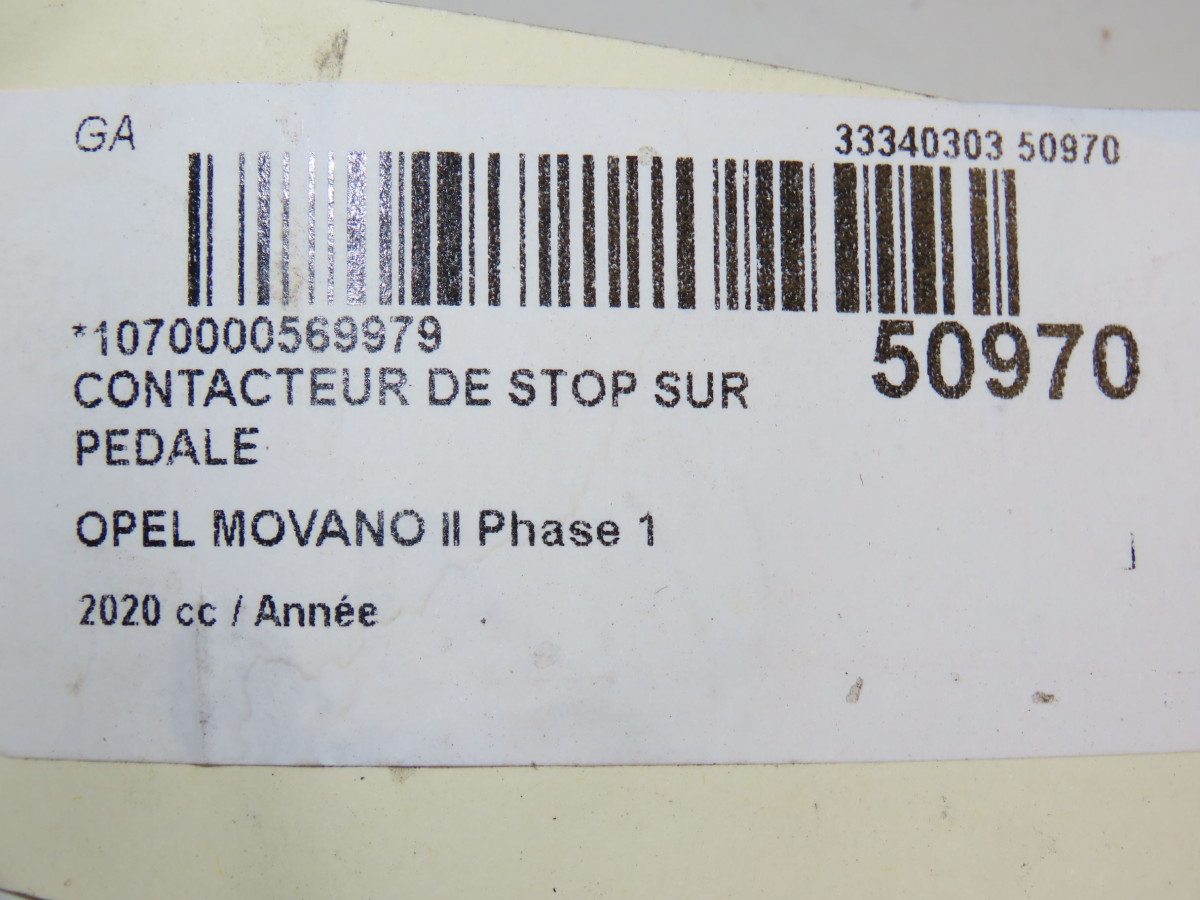 GA
33340303 50970
*1070000569979
50970
CONTACTEUR DE STOP SUR
PEDALE
OPEL MOVANO II Phase 1
2020 cc / Année